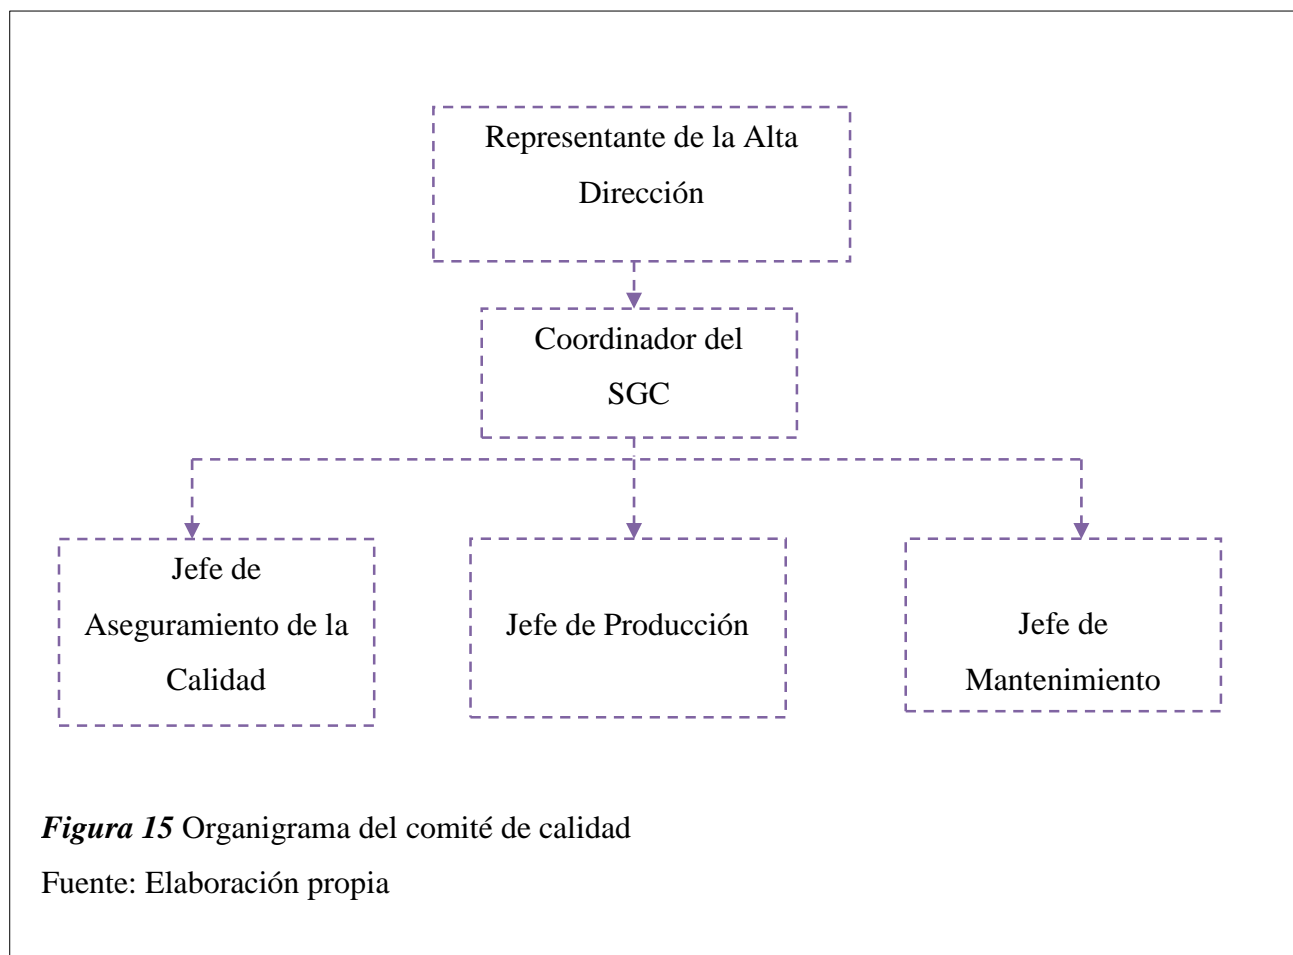 Representante de la Alta
Dirección
Coordinador del
SGC
Jefe de
Aseguramiento de la
Calidad
Jefe de Producción
Jefe de
Mantenimiento
Figura 15 Organigrama del comité de calidad
Fuente: Elaboración propia